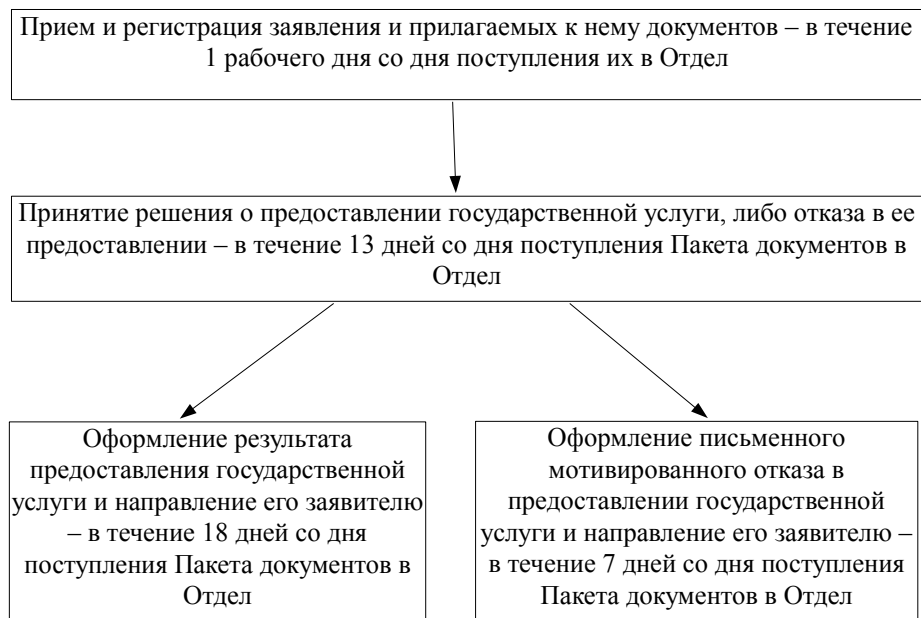 Прием и регистрация заявления и прилагаемых к нему документов – в течение
1 рабочего дня со дня поступления их в Отдел
Принятие решения о предоставлении государственной услуги, либо отказа в ее
предоставлении – в течение 13 дней со дня поступления Пакета документов в
Отдел
Оформление результата
предоставления государственной
услуги и направление его заявителю
– в течение 18 дней со дня
поступления Пакета документов в
Отдел
Оформление письменного
мотивированного отказа в
предоставлении государственной
услуги и направление его заявителю –
в течение 7 дней со дня поступления
Пакета документов в Отдел